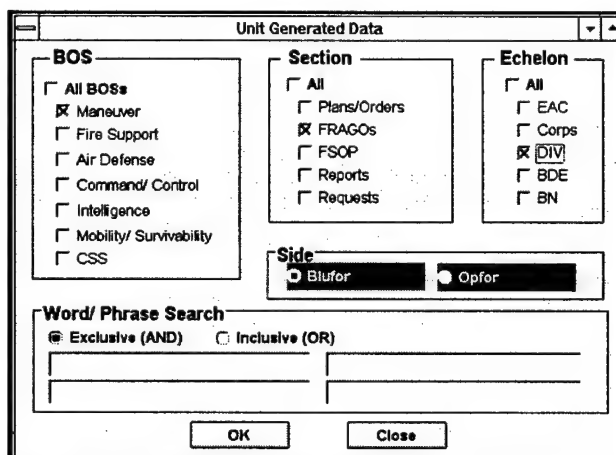 Unit Generated Data
BOS
All BOSs
Maneuver
Fire Support
Air Defense
Command/ Control
Intelligence
Mobility/ Survivability
CSS
Section
All
Plans/Orders
FRAGOs
FSOP
Reports
Requests
Echelon
All
EAC
Corps
DIV
BDE
BN
Side
Blufor
Opfor
Word/ Phrase Search
Exclusive (AND)
Inclusive (OR)
OK
Close